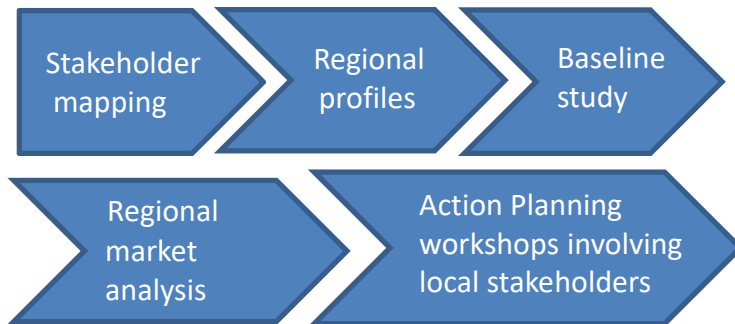 Stakeholder
mapping
Regional
profiles
Baseline
study
Regional
market
analysis
Action Planning
workshops involving
local stakeholders